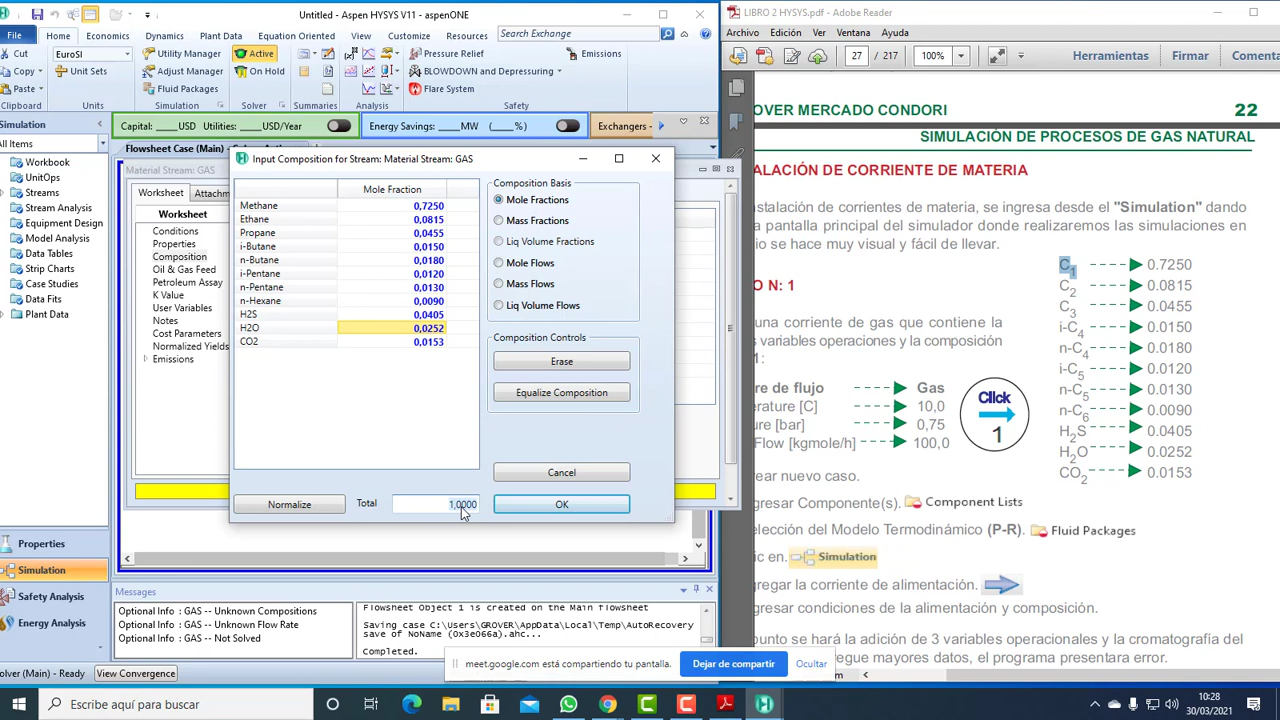 Untitled - Aspen HYSYS V11 - aspenONE
File
Home
Economics
Dynamics
Plant Data
Equation Oriented
View
Customize
Resources
Search Exchange
Cut
Copy
Paste
Clipboard
EuroSI
Unit Sets
Units
Utility Manager
Adjust Manager
Fluid Packages
Simulation
Active
On Hold
Solver
Summaries
Analysis
Pressure Relief
BLOWDOWN and Depressuring
Flare System
Safety
Emissions
Simulation
All Items
Capital: ____USD Utilities: ____USD/Year
Energy Savings: ____MW (____%)
Exchangers -
Flowsheet Case (Main) -
Workbook
UnitOps
Streams
Stream Analysis
Equipment Design
Model Analysis
Data Tables
Strip Charts
Case Studies
Data Fits
Plant Data
Properties
Simulation
Safety Analysis
Energy Analysis
Material Stream: GAS
Worksheet
Attachm
Worksheet
Conditions
Properties
Composition
Oil & Gas Feed
Petroleum Assay
K Value
User Variables
Notes
Cost Parameters
Normalized Yields
Emissions
Input Composition for Stream: Material Stream: GAS
Mole Fraction
Methane 0,7250
Ethane 0,0815
Propane 0,0455
i-Butane 0,0150
n-Butane 0,0180
i-Pentane 0,0120
n-Pentane 0,0130
n-Hexane 0,0090
H2S 0,0405
H2O 0,0252
CO2 0,0153
Composition Basis
Mole Fractions
Mass Fractions
Liq Volume Fractions
Mole Flows
Mass Flows
Liq Volume Flows
Composition Controls
Erase
Equalize Composition
Cancel
Normalize
Total
1,0000
OK
Messages
Optional Info : GAS -- Unknown Compositions
Optional Info : GAS -- Unknown Flow Rate
Optional Info : GAS -- Not Solved
Flowsheet Object 1 is created on the Main flowsheet
Saving case C:\Users\GROVER\AppData\Local\Temp\AutoRecovery
save of NoName (0x3e066a).ahc...
Completed.
olver (Main) - Ready
View Convergence
meet.google.com está compartiendo tu pantalla.
Dejar de compartir
Ocultar
LIBRO 2 HYSYS.pdf - Adobe Reader
Archivo
Edición
Ver
Ventana
Ayuda
27 / 217
100%
Herramientas
Firmar
Comenta
OVER MERCADO CONDORI
22
SIMULACIÓN DE PROCESOS DE GAS NATURAL
ALACIÓN DE CORRIENTE DE MATERIA
nstalación de corrientes de materia, se ingresa desde el "Simulation" dando
pantalla principal del simulador donde realizaremos las simulaciones en
io se hace muy visual y fácil de llevar.
C1 0.7250
C2 0.0815
C3 0.0455
i-C4 0.0150
n-C4 0.0180
i-C5 0.0120
n-C5 0.0130
n-C6 0.0090
H2S 0.0405
H2O 0.0252
CO2 0.0153
O N: 1
una corriente de gas que contiene la
s variables operaciones y la composición
1:
re de flujo Gas
erature [C] 10,0
ure [bar] 0,75
Flow [kgmole/h] 100,0
Cllck
1
rear nuevo caso.
gresar Componente(s).
Component Lists
elección del Modelo Termodinámico (P-R).
Fluid Packages
ic en.
Simulation
gregar la corriente de alimentación.
gresar condiciones de la alimentación y composición.
punto se hará la adición de 3 variables operacionales y la cromatografía del
regue mayores datos, el programa presentara error.
Escribe aquí para buscar
10:28
30/03/2021